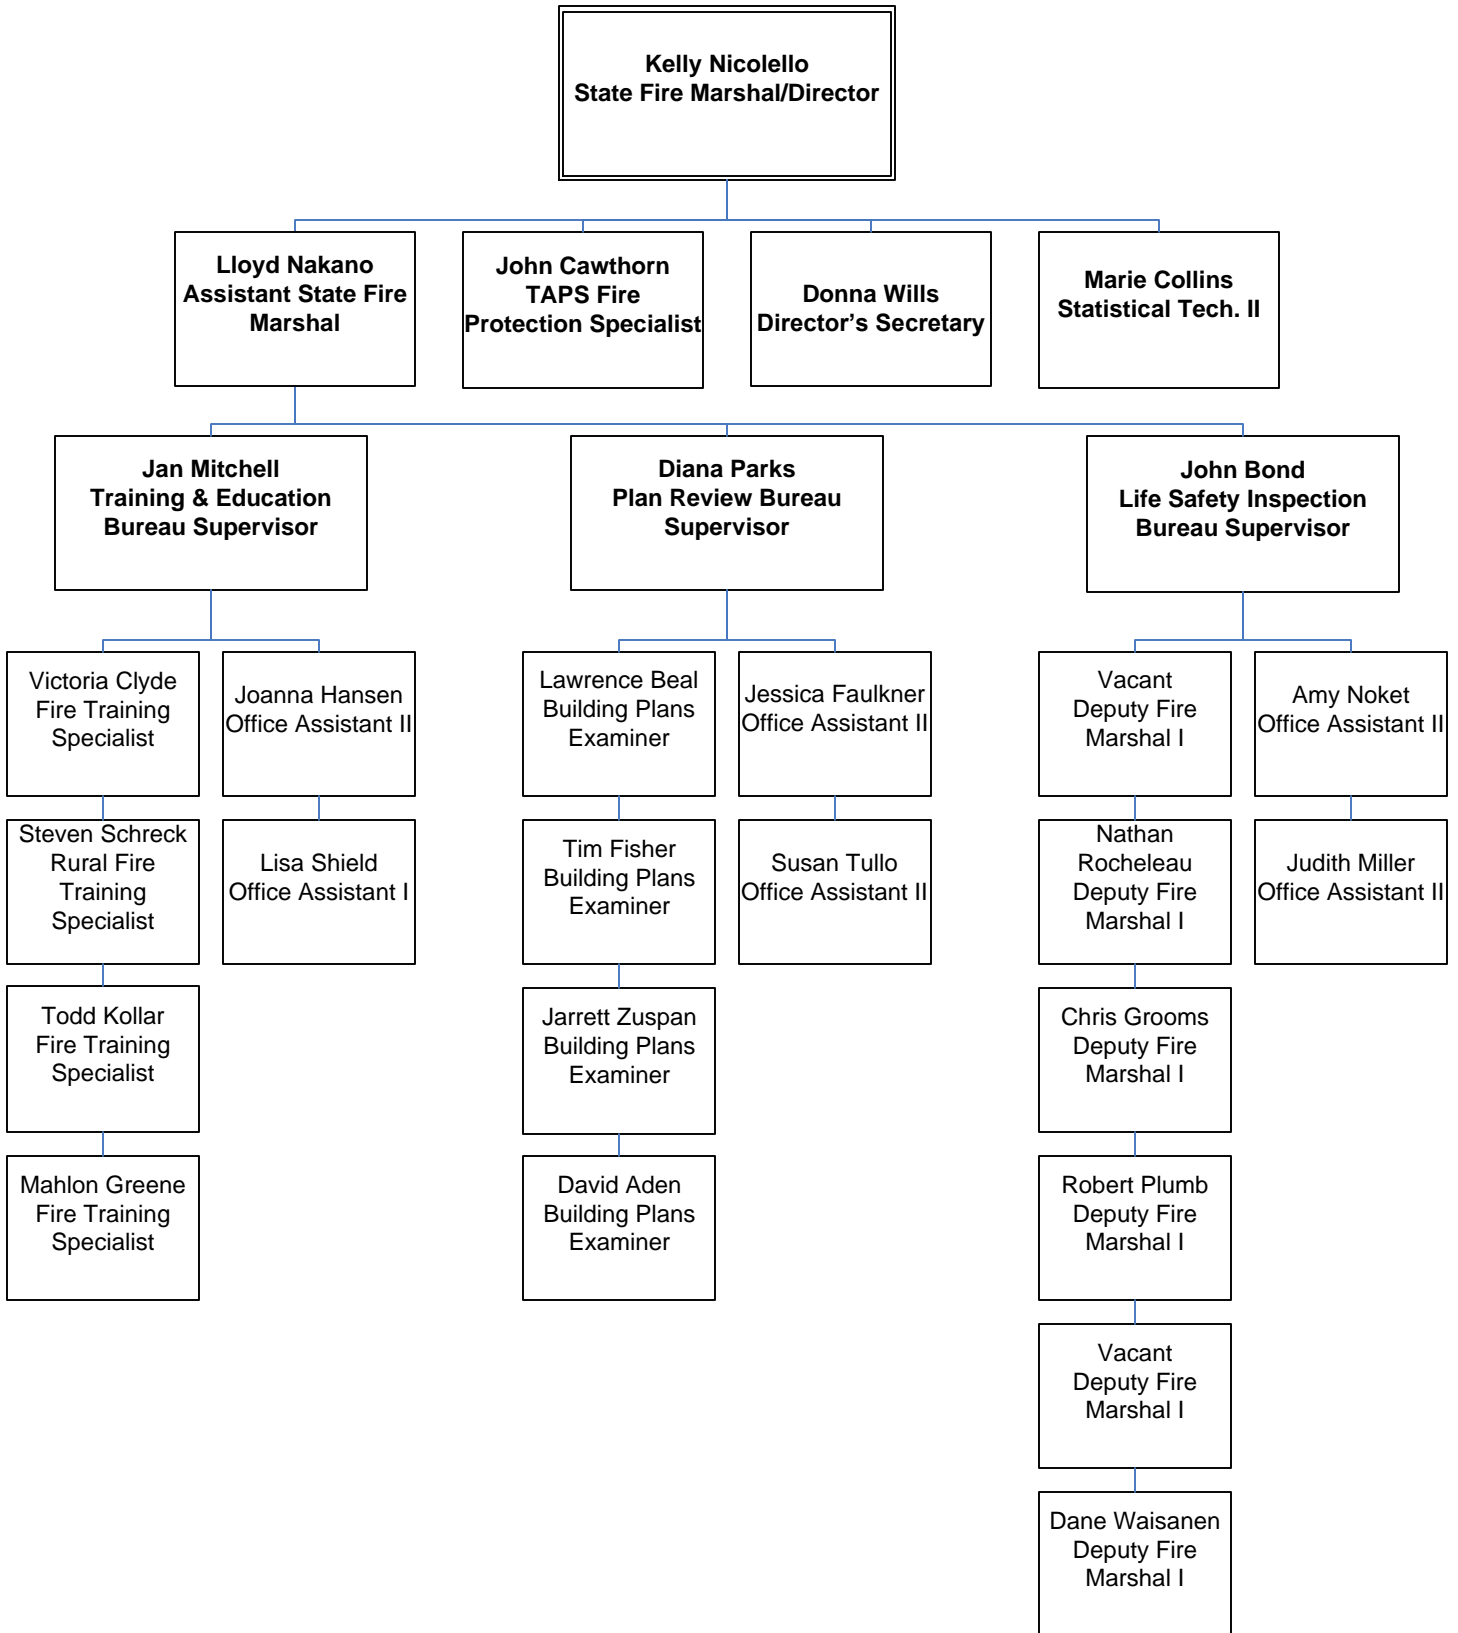 Kelly Nicolello
State Fire Marshal/Director
Lloyd Nakano
Assistant State Fire
Marshal
John Cawthorn
TAPS Fire
Protection Specialist
Donna Wills
Director’s Secretary
Marie Collins
Statistical Tech. II
Jan Mitchell
Training & Education
Bureau Supervisor
Diana Parks
Plan Review Bureau
Supervisor
John Bond
Life Safety Inspection
Bureau Supervisor
Victoria Clyde
Fire Training
Specialist
Joanna Hansen
Office Assistant II
Lawrence Beal
Building Plans
Examiner
Jessica Faulkner
Office Assistant II
Vacant
Deputy Fire
Marshal I
Amy Noket
Office Assistant II
Steven Schreck
Rural Fire
Training
Specialist
Lisa Shield
Office Assistant I
Tim Fisher
Building Plans
Examiner
Susan Tullo
Office Assistant II
Nathan
Rocheleau
Deputy Fire
Marshal I
Judith Miller
Office Assistant II
Todd Kollar
Fire Training
Specialist
Jarrett Zuspan
Building Plans
Examiner
Chris Grooms
Deputy Fire
Marshal I
Mahlon Greene
Fire Training
Specialist
David Aden
Building Plans
Examiner
Robert Plumb
Deputy Fire
Marshal I
Vacant
Deputy Fire
Marshal I
Dane Waisanen
Deputy Fire
Marshal I